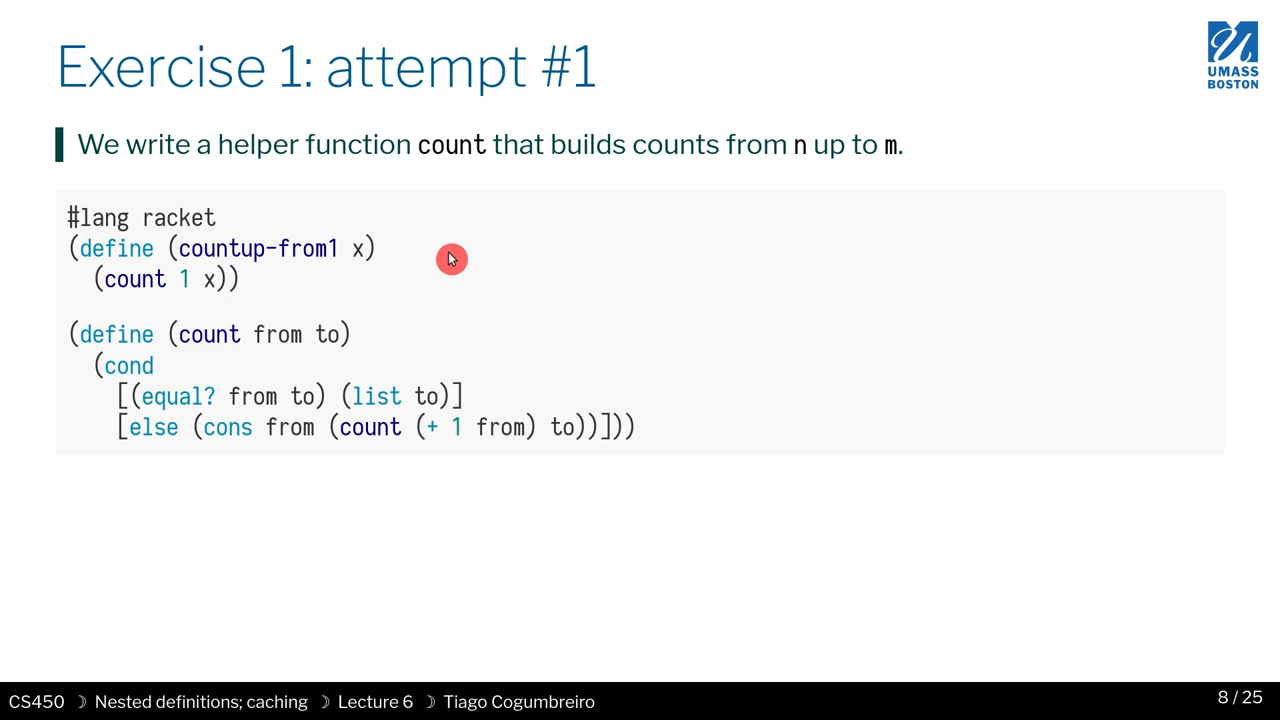 Exercise 1: attempt #1
UMASS
BOSTON
We write a helper function count that builds counts from n up to m.
#lang racket
(define (countup-from1 x)
  (count 1 x))
(define (count from to)
  (cond
    [(equal? from to) (list to)]
    [else (cons from (count (+ 1 from) to))]))
CS450 ☽ Nested definitions; caching ☽ Lecture 6 ☽ Tiago Cogumbreiro
8 / 25